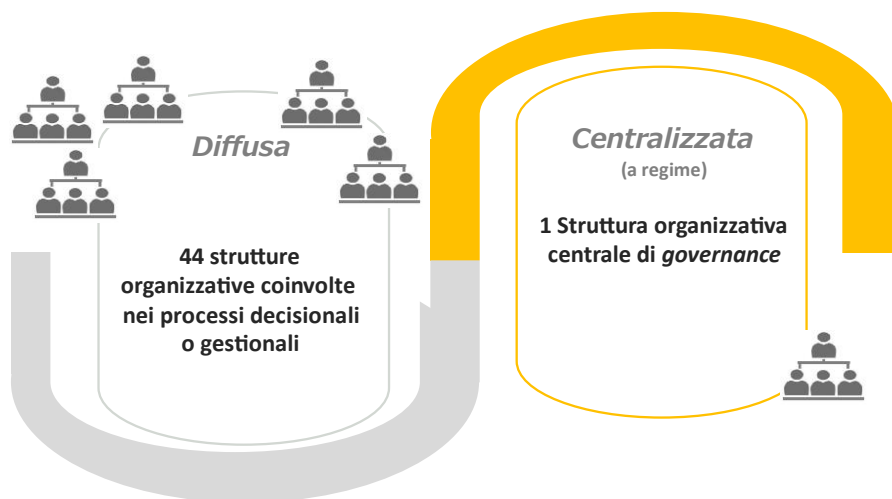 Diffusa
44 strutture
organizzative coinvolte
nei processi decisionali
o gestionali
Centralizzata
(a regime)
1 Struttura organizzativa
centrale di governance